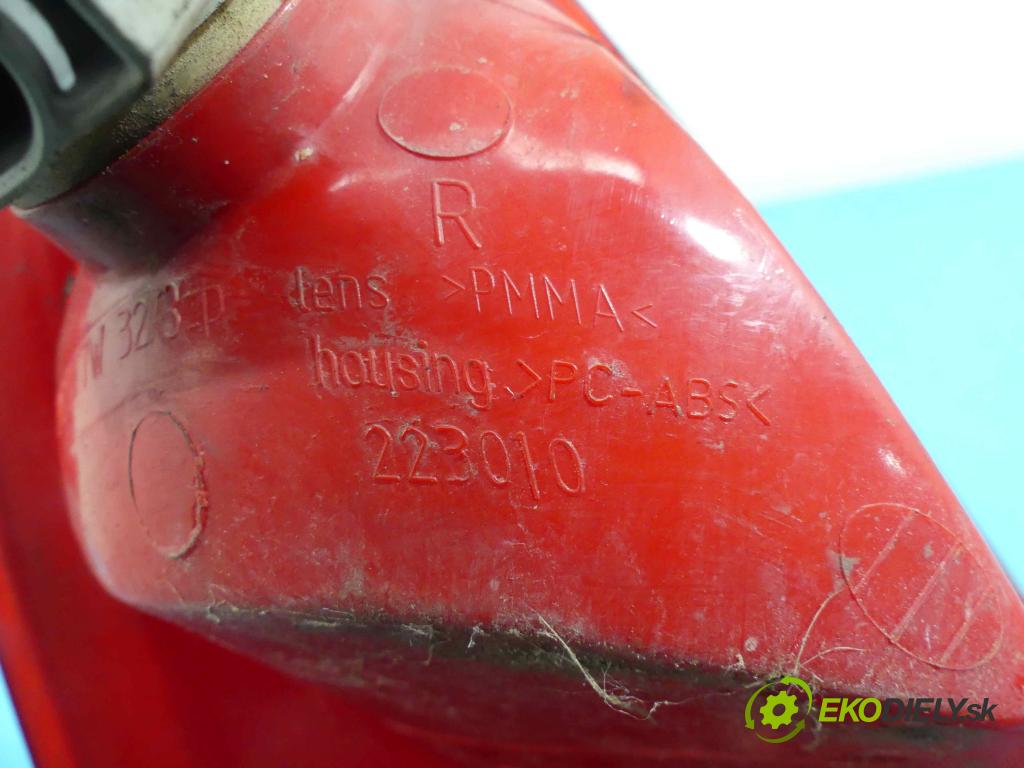 R
lens >PMMA<
housing >PC-ABS<
223010
EKODIELY.sk